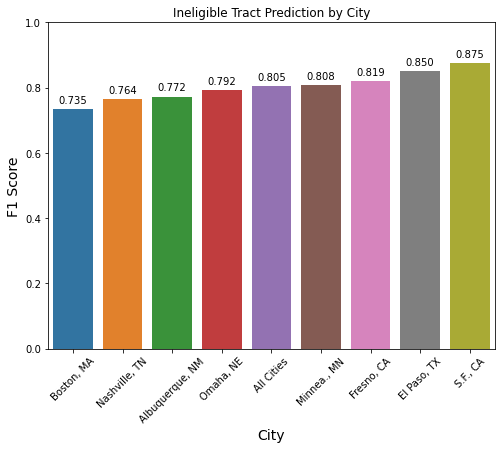 Ineligible Tract Prediction by City
1.0
0.8
0.6
0.4
0.2
0.0
F1 Score
0.735
0.764
0.772
0.792
0.805
0.808
0.819
0.850
0.875
Boston, MA
Nashville, TN
Albuquerque, NM
Omaha, NE
All Cities
Minnea., MN
Fresno, CA
El Paso, TX
S.F., CA
City